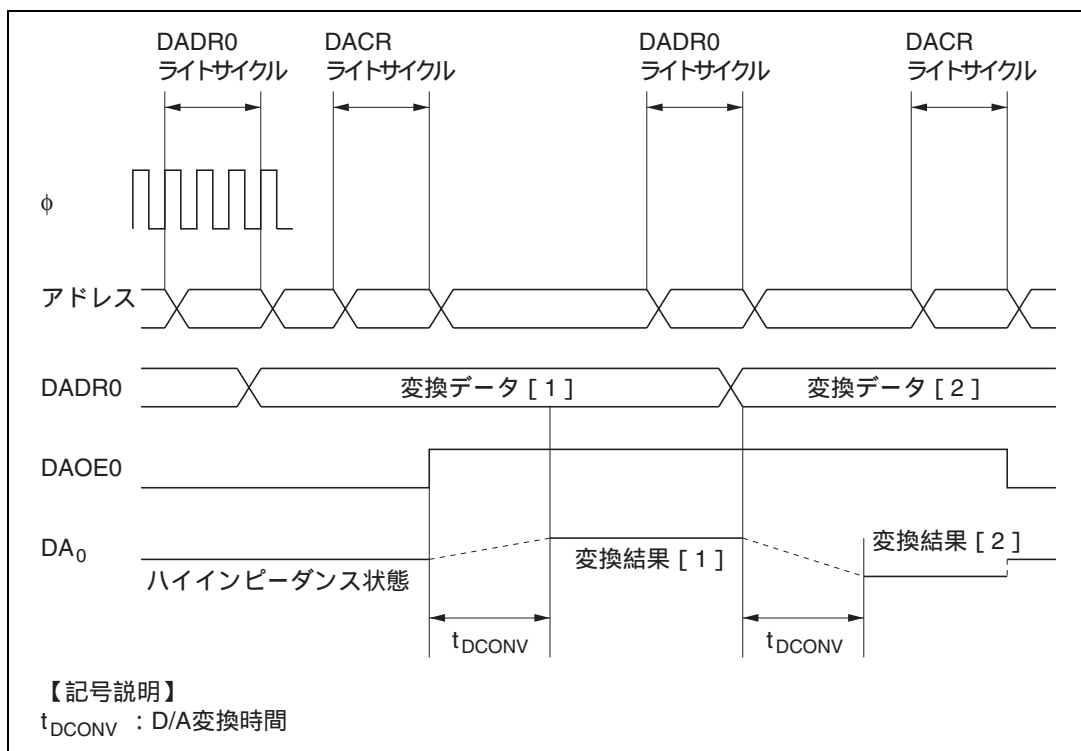 DADR0
ライトサイクル
DACR
ライトサイクル
DADR0
ライトサイクル
DACR
ライトサイクル
φ
アドレス
DADR0
変換データ [ 1 ]
変換データ [ 2 ]
DAOE0
DA0
変換結果 [ 1 ]
変換結果 [ 2 ]
ハイインピーダンス状態
tDCONV
tDCONV
【記号説明】
tDCONV : D/A変換時間